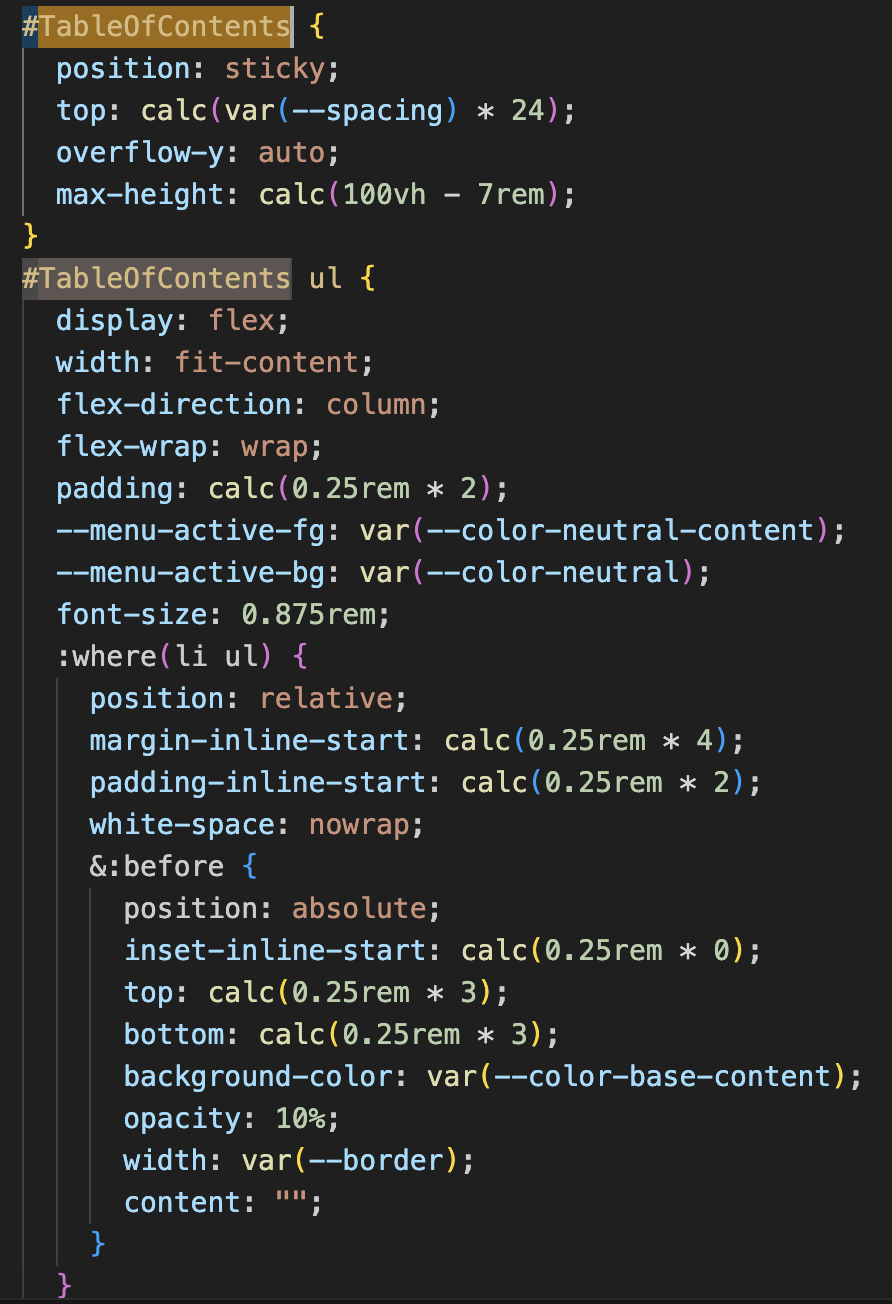 #TableOfContents {
  position: sticky;
  top: calc(var(--spacing) * 24);
  overflow-y: auto;
  max-height: calc(100vh - 7rem);
}
#TableOfContents ul {
  display: flex;
  width: fit-content;
  flex-direction: column;
  flex-wrap: wrap;
  padding: calc(0.25rem * 2);
  --menu-active-fg: var(--color-neutral-content);
  --menu-active-bg: var(--color-neutral);
  font-size: 0.875rem;
  :where(li ul) {
    position: relative;
    margin-inline-start: calc(0.25rem * 4);
    padding-inline-start: calc(0.25rem * 2);
    white-space: nowrap;
    &:before {
      position: absolute;
      inset-inline-start: calc(0.25rem * 0);
      top: calc(0.25rem * 3);
      bottom: calc(0.25rem * 3);
      background-color: var(--color-base-content);
      opacity: 10%;
      width: var(--border);
      content: "";
    }
  }